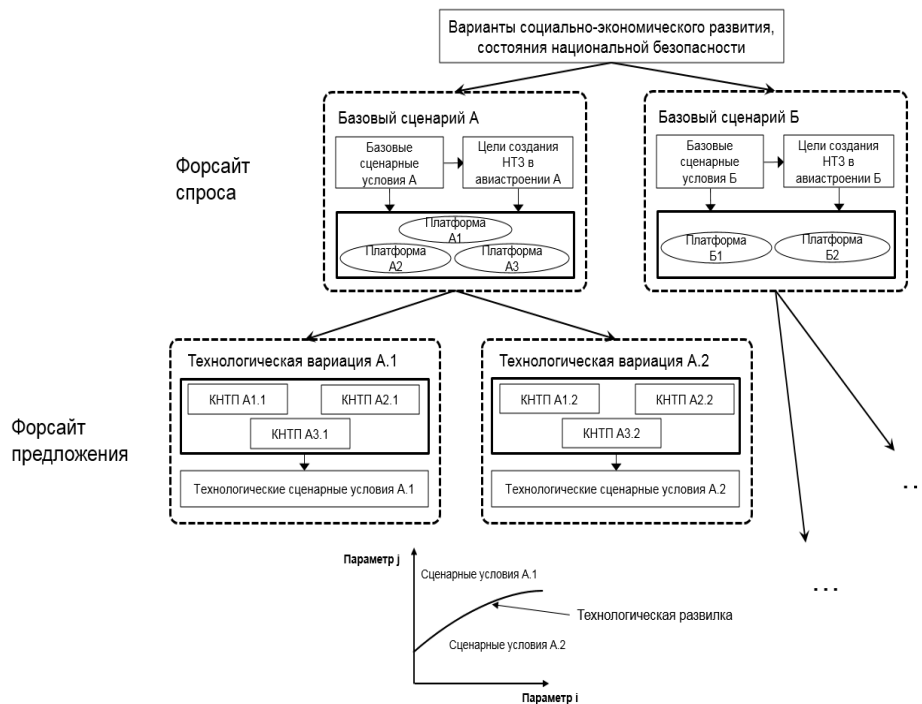 Варианты социально-экономического развития,
состояния национальной безопасности
Форсайт
спроса
Базовый сценарий А
Базовые
сценарные
условия А
Цели создания
НТЗ в
авиастроении А
Платформа
А1
Платформа
А2
Платформа
А3
Базовый сценарий Б
Базовые
сценарные
условия Б
Цели создания
НТЗ в
авиастроении Б
Платформа
Б1
Платформа
Б2
Форсайт
предложения
Технологическая вариация А.1
КНТП А1.1
КНТП А2.1
КНТП А3.1
Технологические сценарные условия А.1
Технологическая вариация А.2
КНТП А1.2
КНТП А2.2
КНТП А3.2
Технологические сценарные условия А.2
...
...
Параметр j
Сценарные условия А.1
Технологическая развилка
Сценарные условия А.2
Параметр i